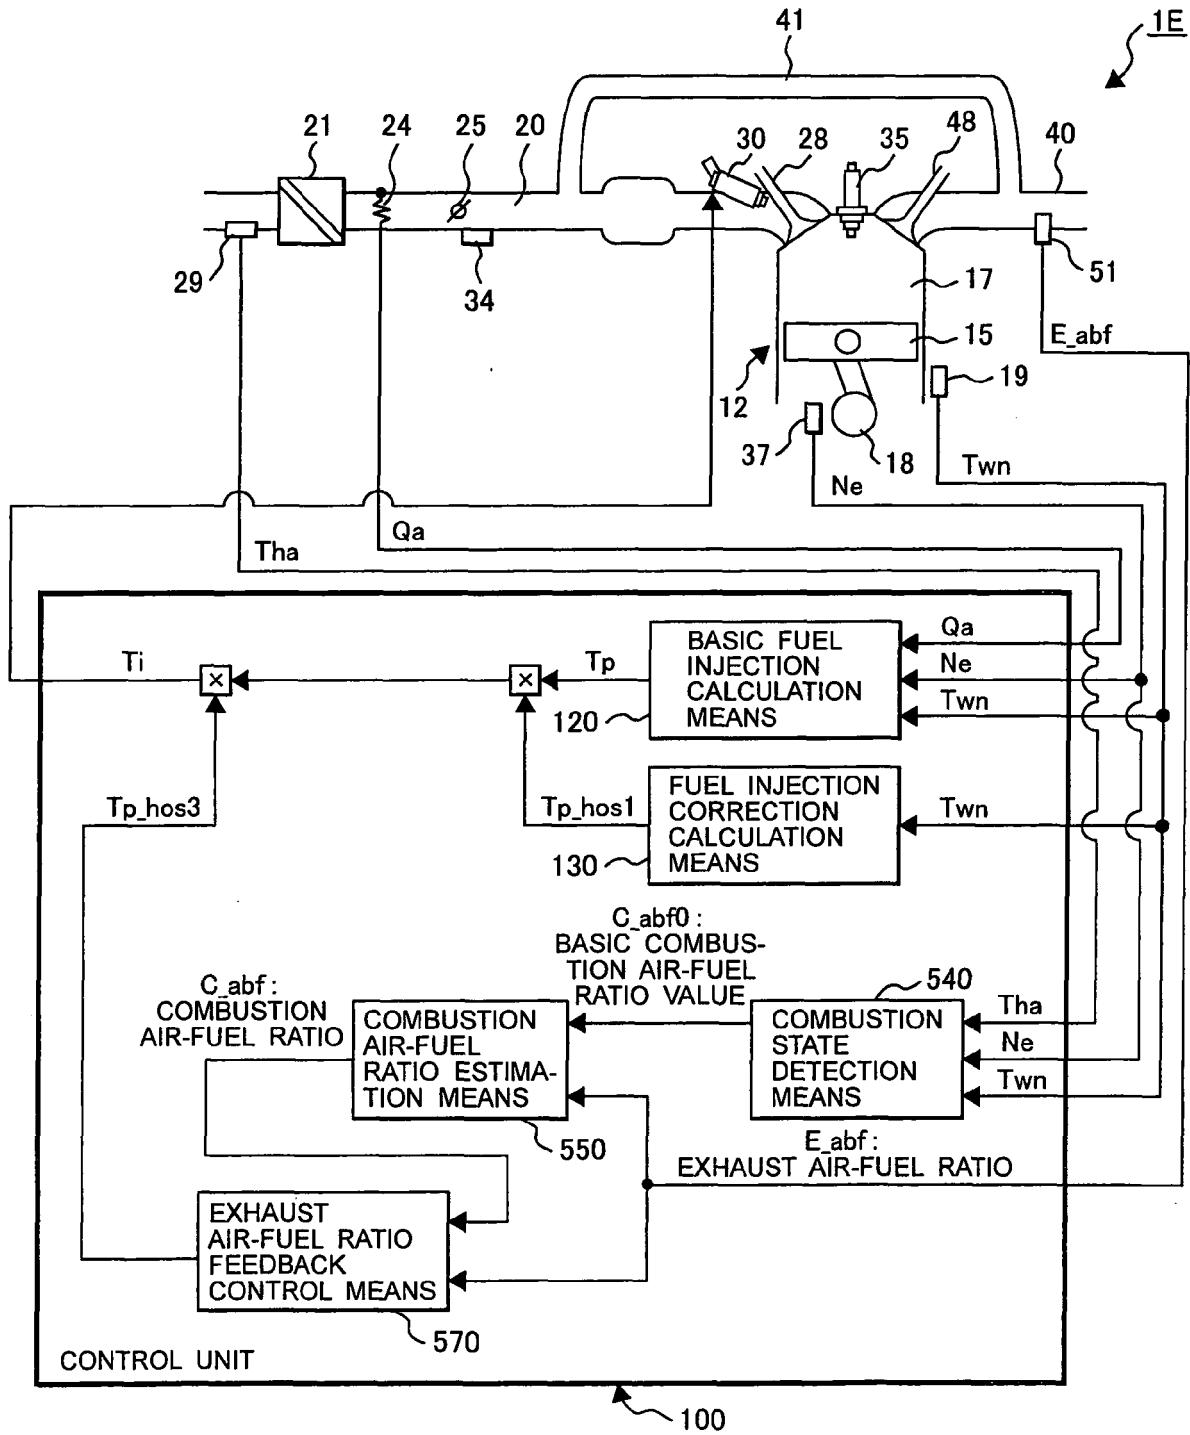 41
1E
21
24
25
20
30
28
35
48
40
29
34
17
51
15
E_abf
12
19
37
18
Twn
Ne
Qa
Tha
Ti
×
×
Tp
BASIC FUEL
INJECTION
CALCULATION
MEANS
120
Qa
Ne
Twn
Tp_hos3
Tp_hos1
FUEL INJECTION
CORRECTION
CALCULATION
MEANS
130
Twn
C_abf0 :
BASIC COMBUS-
TION AIR-FUEL
RATIO VALUE
C_abf :
COMBUSTION
AIR-FUEL RATIO
COMBUSTION
AIR-FUEL
RATIO ESTIMA-
TION MEANS
550
540
COMBUSTION
STATE
DETECTION
MEANS
Tha
Ne
Twn
E_abf :
EXHAUST AIR-FUEL RATIO
EXHAUST
AIR-FUEL RATIO
FEEDBACK
CONTROL MEANS
570
CONTROL UNIT
100